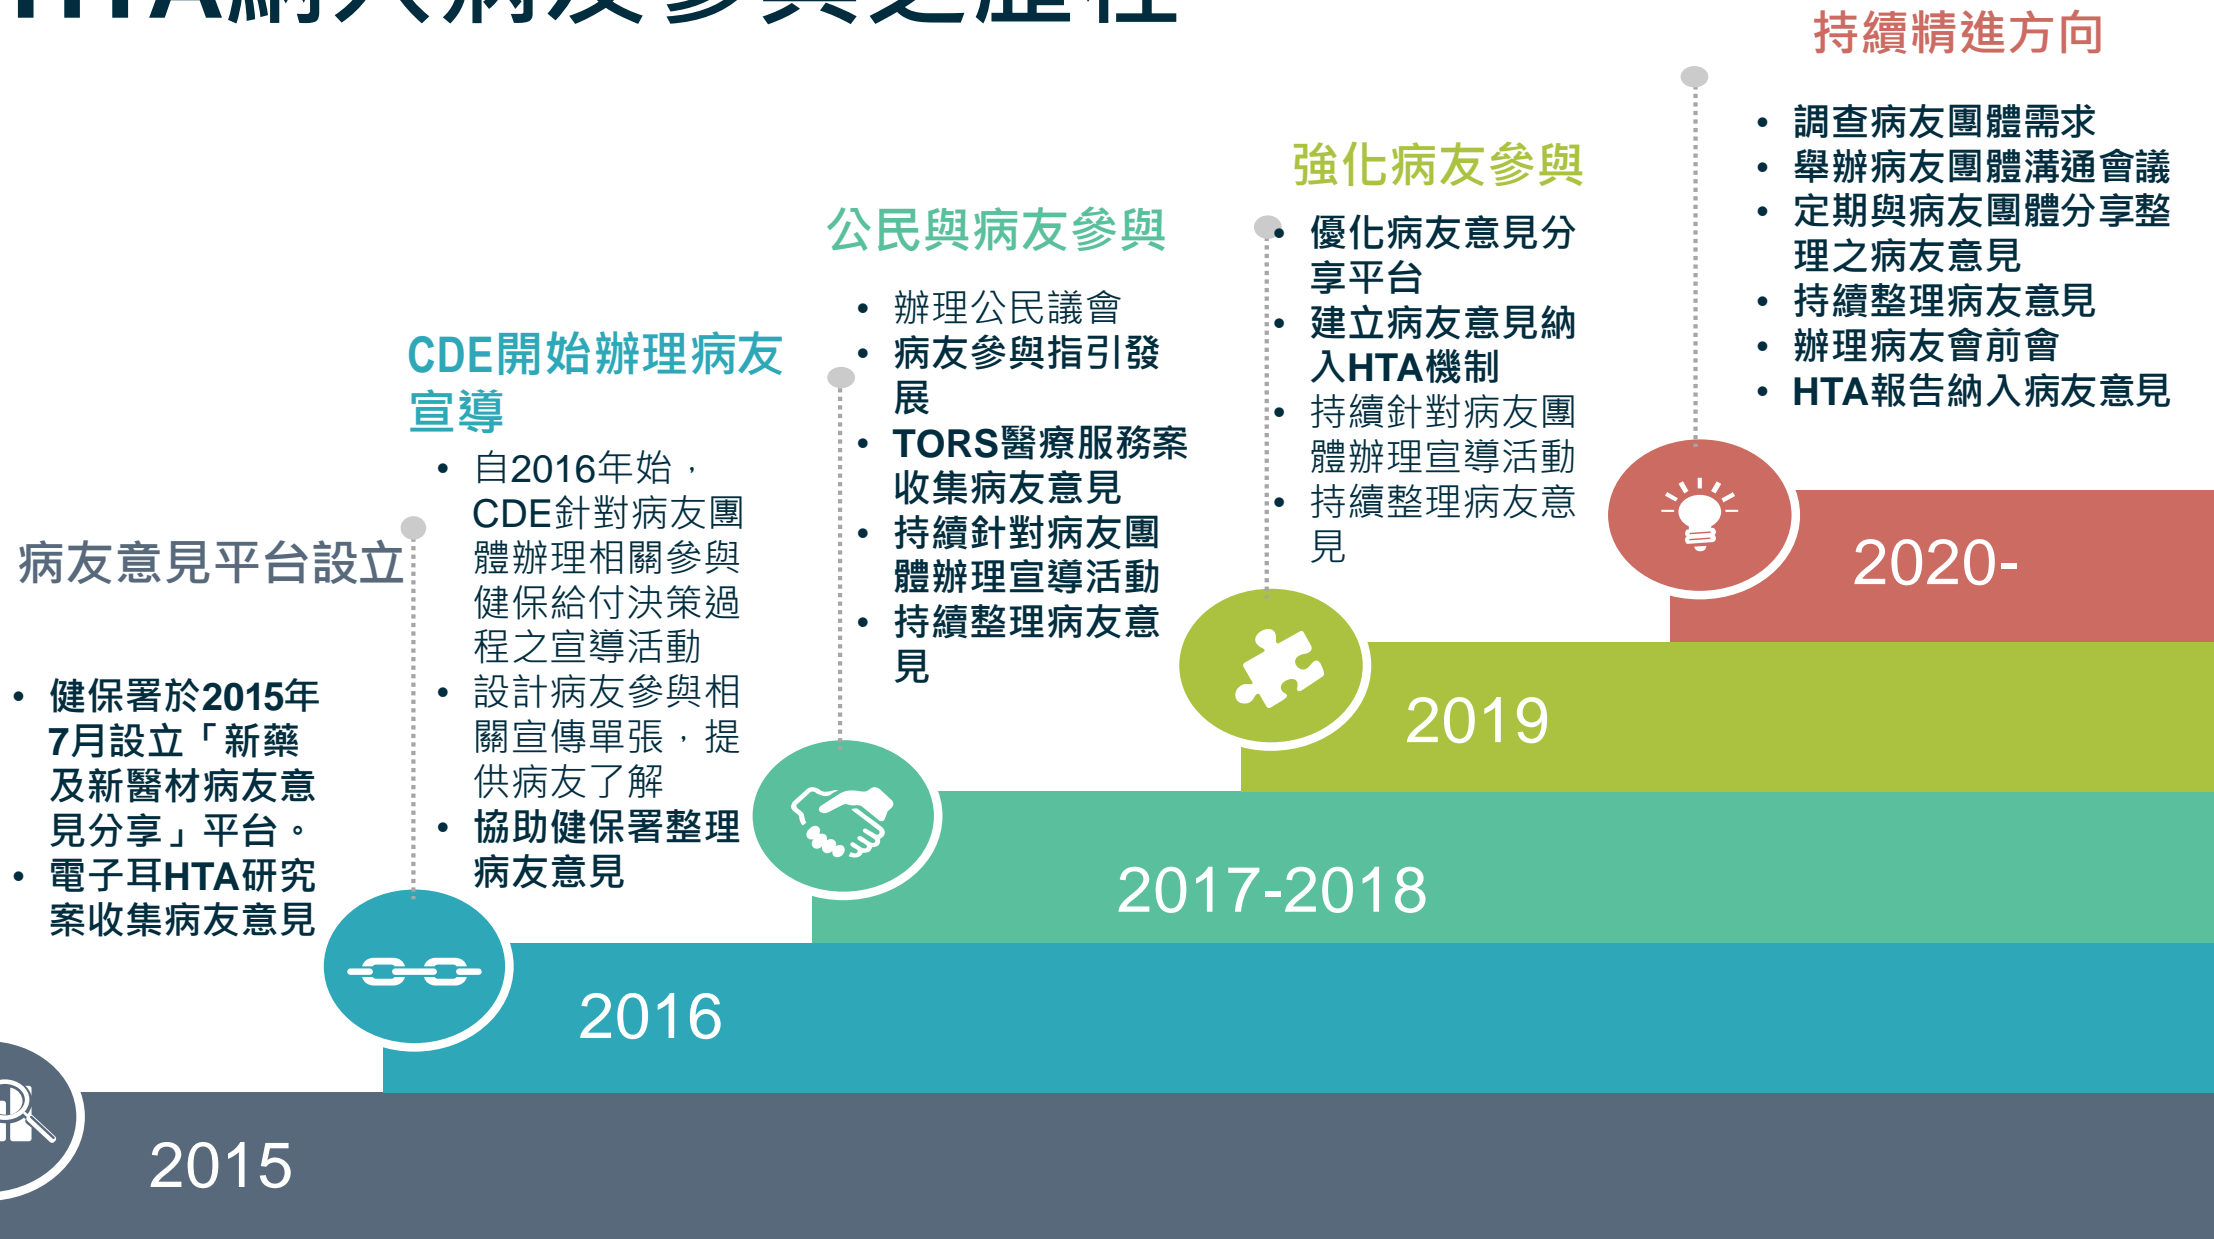 HTA納入病友參與之歷程
病友意見平台設立
• 健保署於2015年
7月設立「新藥
及新醫材病友意
見分享」平台。
• 電子耳HTA研究
案收集病友意見
2015
CDE開始辦理病友
宣導
• 自2016年始，
CDE針對病友團
體辦理相關參與
健保給付決策過
程之宣導活動
• 設計病友參與相
關宣傳單張，提
供病友了解
• 協助健保署整理
病友意見
2016
公民與病友參與
• 辦理公民議會
• 病友參與指引發
展
• TORS醫療服務案
收集病友意見
• 持續針對病友團
體辦理宣導活動
• 持續整理病友意
見
2017-2018
強化病友參與
• 優化病友意見分
享平台
• 建立病友意見納
入HTA機制
• 持續針對病友團
體辦理宣導活動
• 持續整理病友意
見
2019
持續精進方向
• 調查病友團體需求
• 舉辦病友團體溝通會議
• 定期與病友團體分享整
理之病友意見
• 持續整理病友意見
• 辦理病友會前會
• HTA報告納入病友意見
2020-